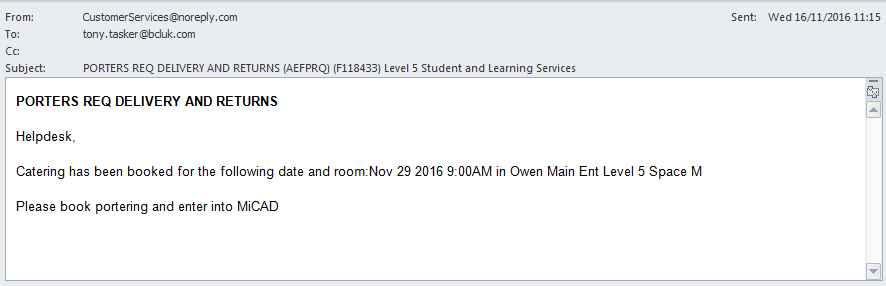 From: CustomerServices@noreply.com Sent: Wed 16/11/2016 11:15
To: tony.tasker@bcluk.com
Cc:
Subject: PORTERS REQ DELIVERY AND RETURNS (AEFPRQ) (F118433) Level 5 Student and Learning Services
PORTERS REQ DELIVERY AND RETURNS
Helpdesk,
Catering has been booked for the following date and room:Nov 29 2016 9:00AM in Owen Main Ent Level 5 Space M
Please book portering and enter into MiCAD